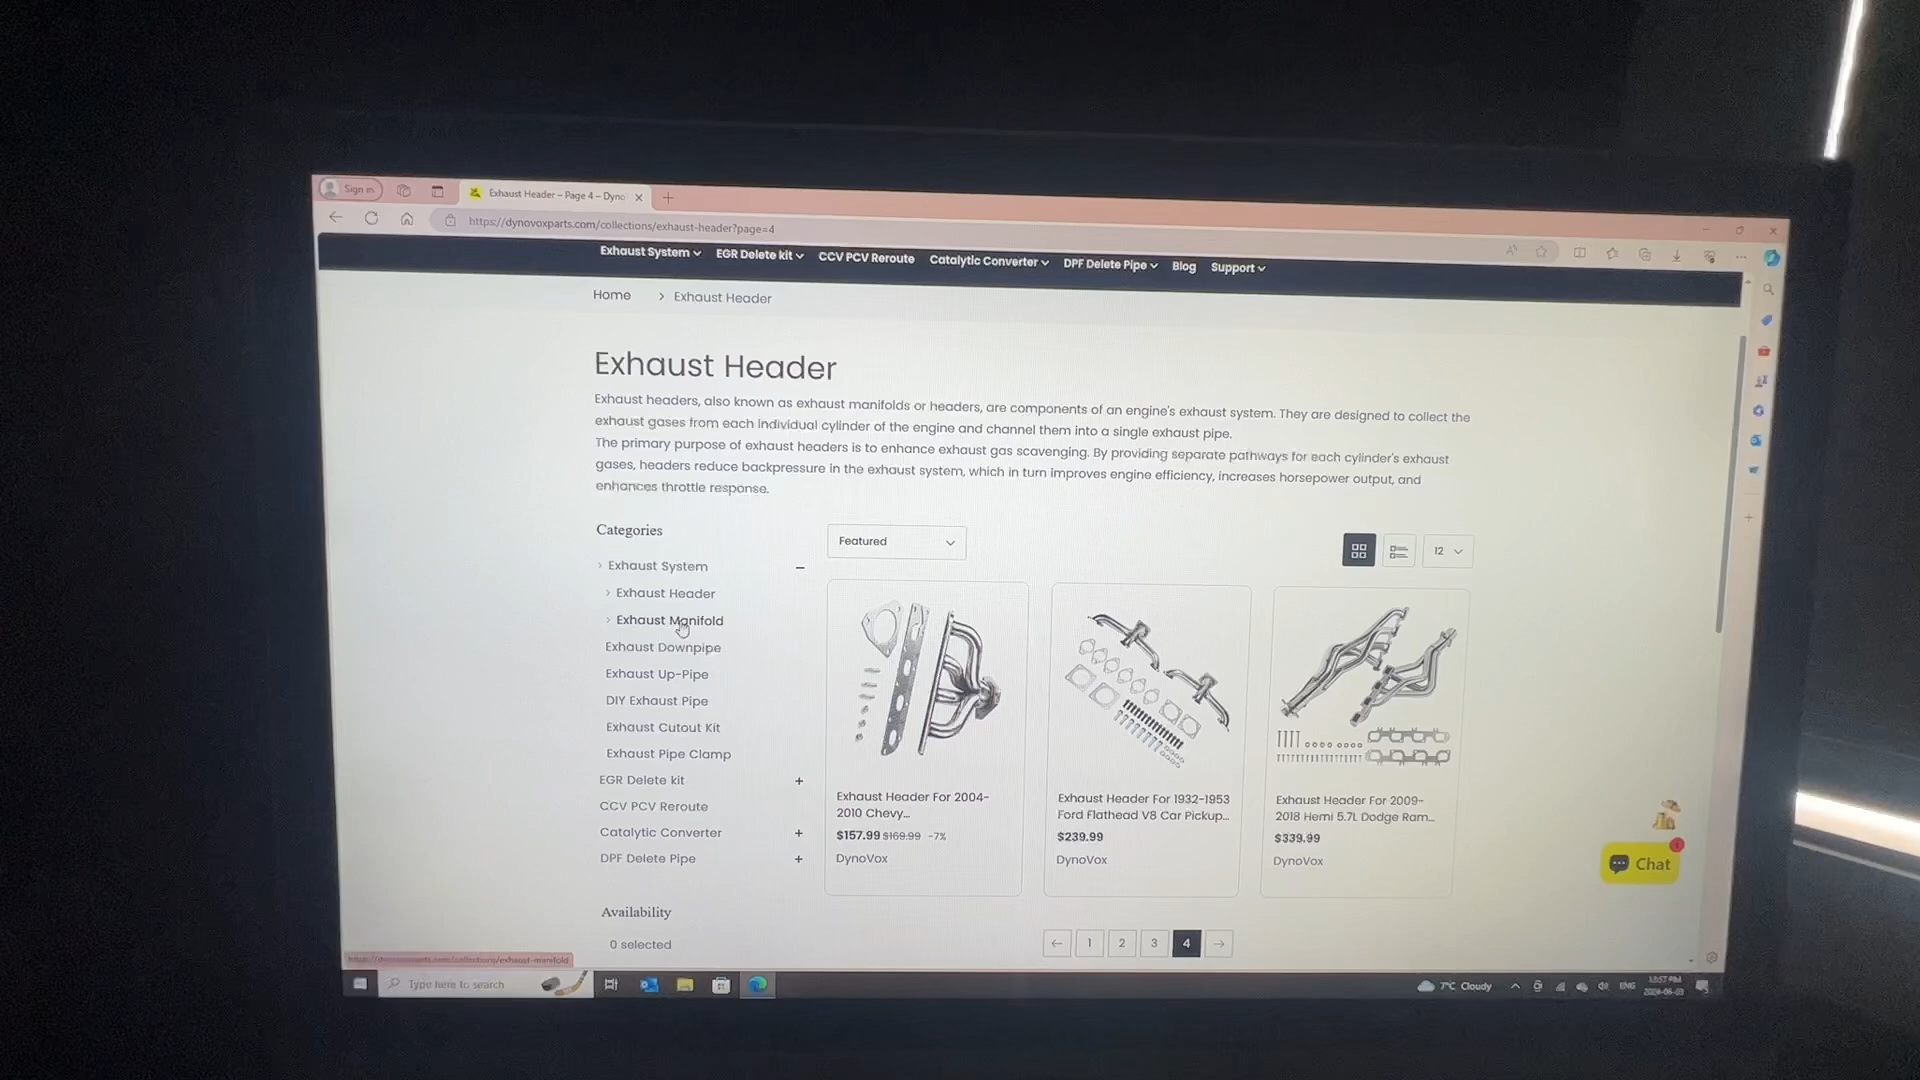 Sign in
Exhaust Header – Page 4 – Dyno
https://dynovoxparts.com/collections/exhaust-header?page=4
Exhaust System EGR Delete kit CCV PCV Reroute Catalytic Converter DPF Delete Pipe Blog Support
Home > Exhaust Header
Exhaust Header
Exhaust headers, also known as exhaust manifolds or headers, are components of an engine's exhaust system. They are designed to collect the
exhaust gases from each individual cylinder of the engine and channel them into a single exhaust pipe.
The primary purpose of exhaust headers is to enhance exhaust gas scavenging. By providing separate pathways for each cylinder's exhaust
gases, headers reduce backpressure in the exhaust system, which in turn improves engine efficiency, increases horsepower output, and
enhances throttle response.
Categories
Featured
12
> Exhaust System −
> Exhaust Header
> Exhaust Manifold
Exhaust Downpipe
Exhaust Up-Pipe
DIY Exhaust Pipe
Exhaust Cutout Kit
Exhaust Pipe Clamp
EGR Delete kit +
CCV PCV Reroute
Catalytic Converter +
DPF Delete Pipe +
Availability
0 selected
Exhaust Header For 2004-
2010 Chevy...
$157.99 $169.99 -7%
DynoVox
Exhaust Header For 1932-1953
Ford Flathead V8 Car Pickup...
$239.99
DynoVox
Exhaust Header For 2009-
2018 Hemi 5.7L Dodge Ram...
$339.99
DynoVox
Chat
← 1 2 3 4 →
https://dynovoxparts.com/collections/exhaust-manifold
Type here to search
7°C Cloudy
ENG